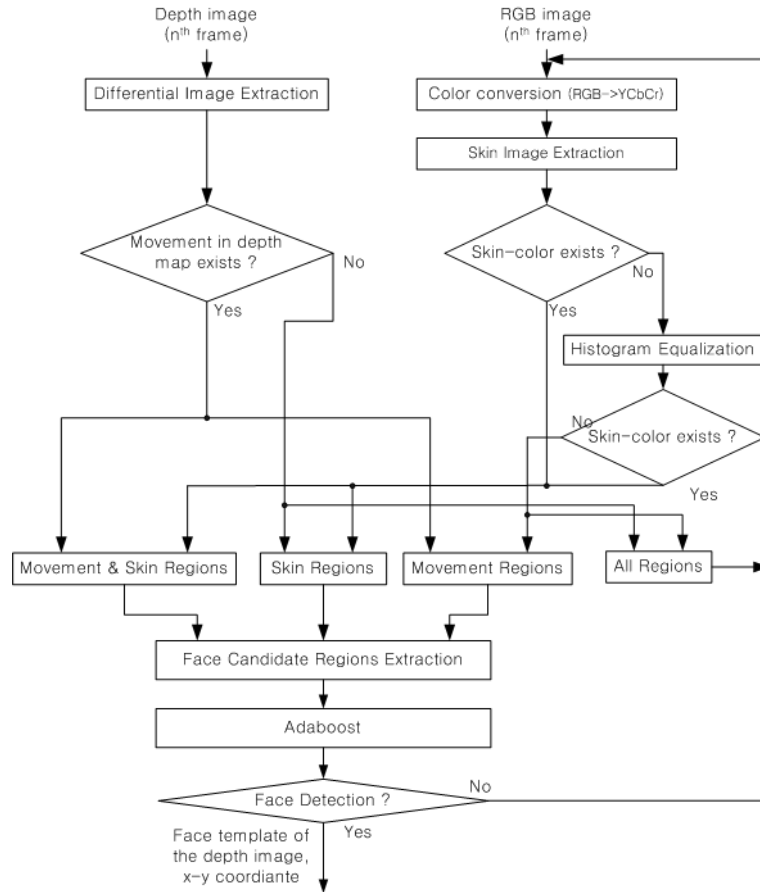 Depth image
(nth frame)
RGB image
(nth frame)
Differential Image Extraction
Color conversion (RGB->YCbCr)
Skin Image Extraction
Movement in depth
map exists ?
No
Yes
Skin-color exists ?
No
Yes
Histogram Equalization
No
Skin-color exists ?
Yes
Movement & Skin Regions
Skin Regions
Movement Regions
All Regions
Face Candidate Regions Extraction
Adaboost
Face Detection ?
No
Yes
Face template of
the depth image,
x-y coordiante